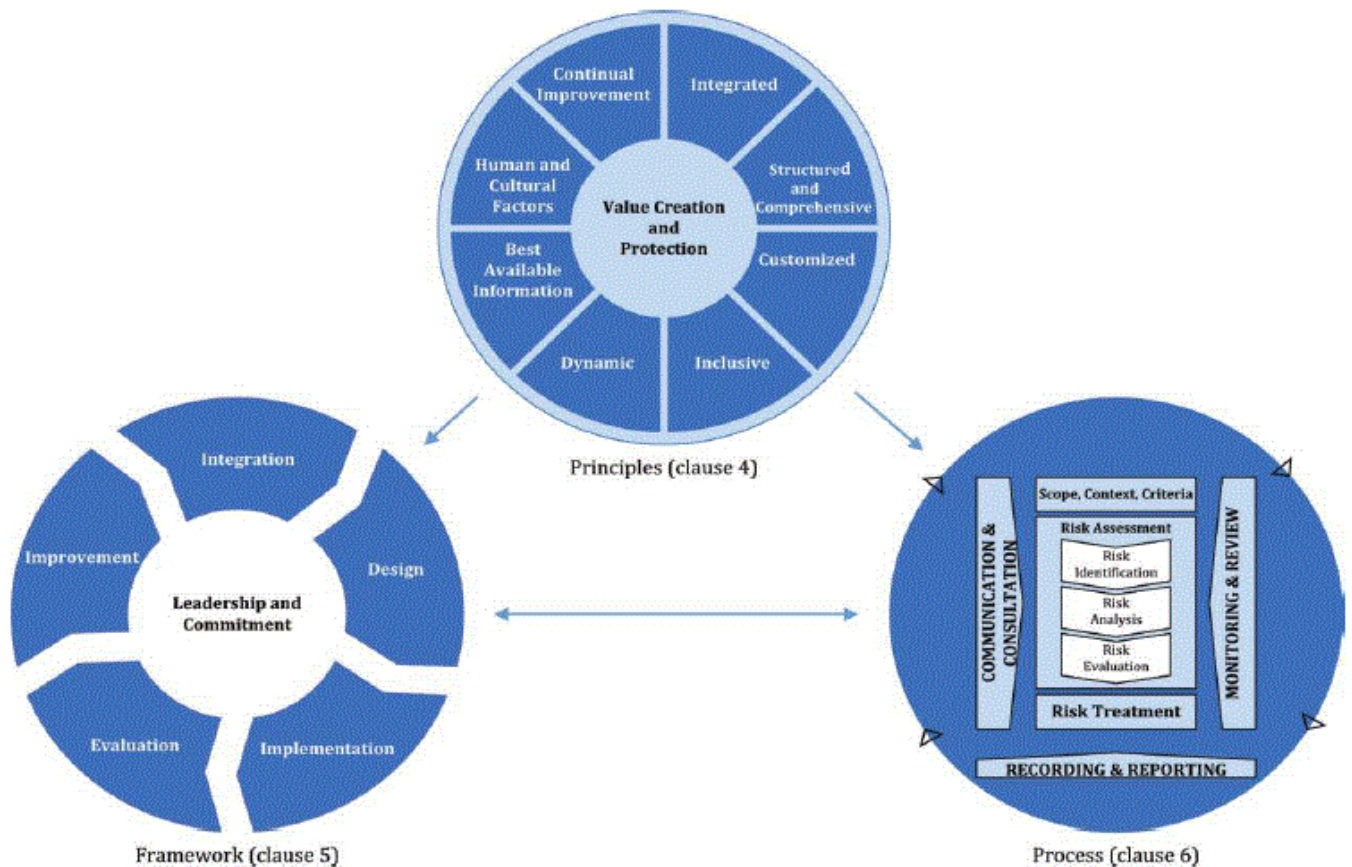 Continual
Improvement
Integrated
Human and
Cultural
Factors
Structured
and
Comprehensive
Value Creation
and
Protection
Best
Available
Information
Customized
Dynamic
Inclusive
Principles (clause 4)
Integration
Improvement
Design
Leadership and
Commitment
Evaluation
Implementation
Framework (clause 5)
Scope, Context, Criteria
COMMUNICATION &
CONSULTATION
Risk Assessment
Risk
Identification
Risk
Analysis
Risk
Evaluation
MONITORING & REVIEW
Risk Treatment
RECORDING & REPORTING
Process (clause 6)